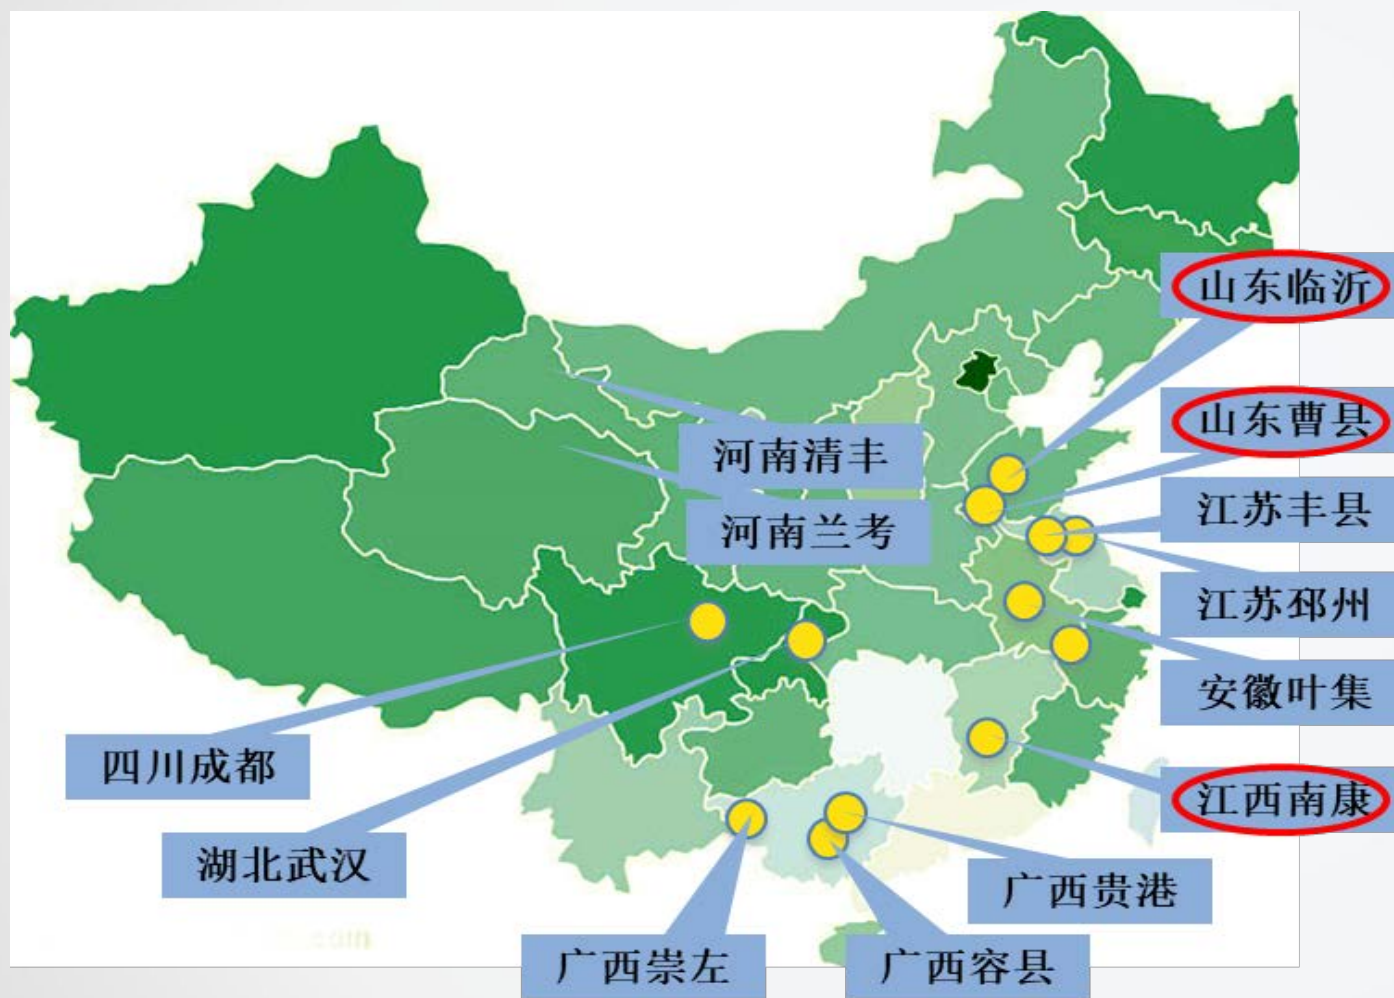 山东临沂
山东曹县
河南清丰
江苏丰县
河南兰考
江苏邳州
安徽叶集
四川成都
江西南康
湖北武汉
广西贵港
广西崇左
广西容县